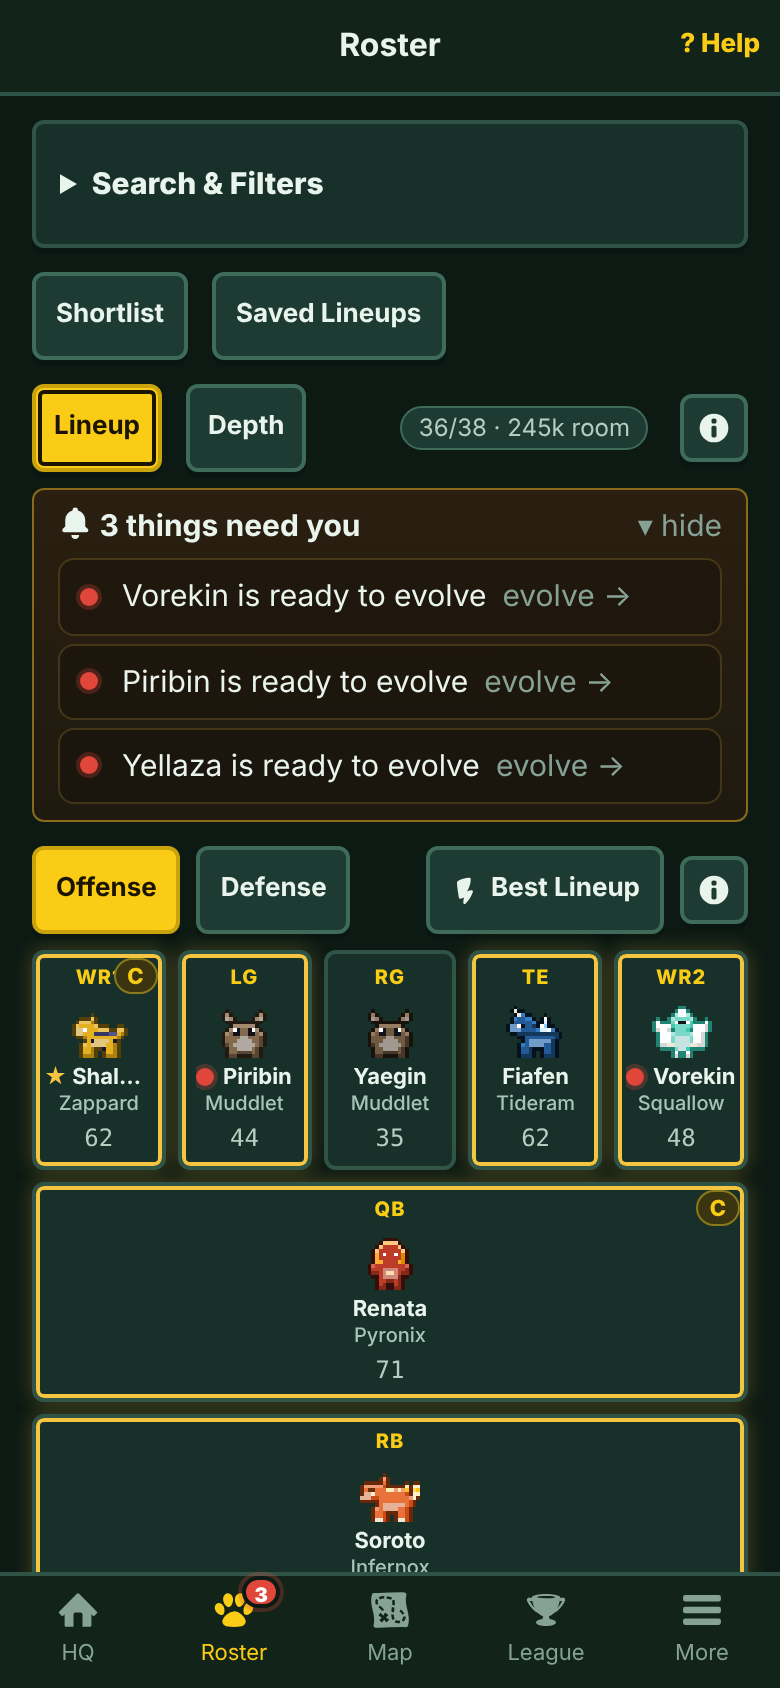 Roster
? Help
▶ Search & Filters
Shortlist
Saved Lineups
Lineup
Depth
36/38 · 245k room
3 things need you
▾ hide
Vorekin is ready to evolve evolve →
Piribin is ready to evolve evolve →
Yellaza is ready to evolve evolve →
Offense
Defense
Best Lineup
WR1 C
★ Shal...
Zappard
62
LG
Piribin
Muddlet
44
RG
Yaegin
Muddlet
35
TE
Fiafen
Tideram
62
WR2
Vorekin
Squallow
48
QB
C
Renata
Pyronix
71
RB
Soroto
Infernox
HQ
3
Roster
Map
League
More